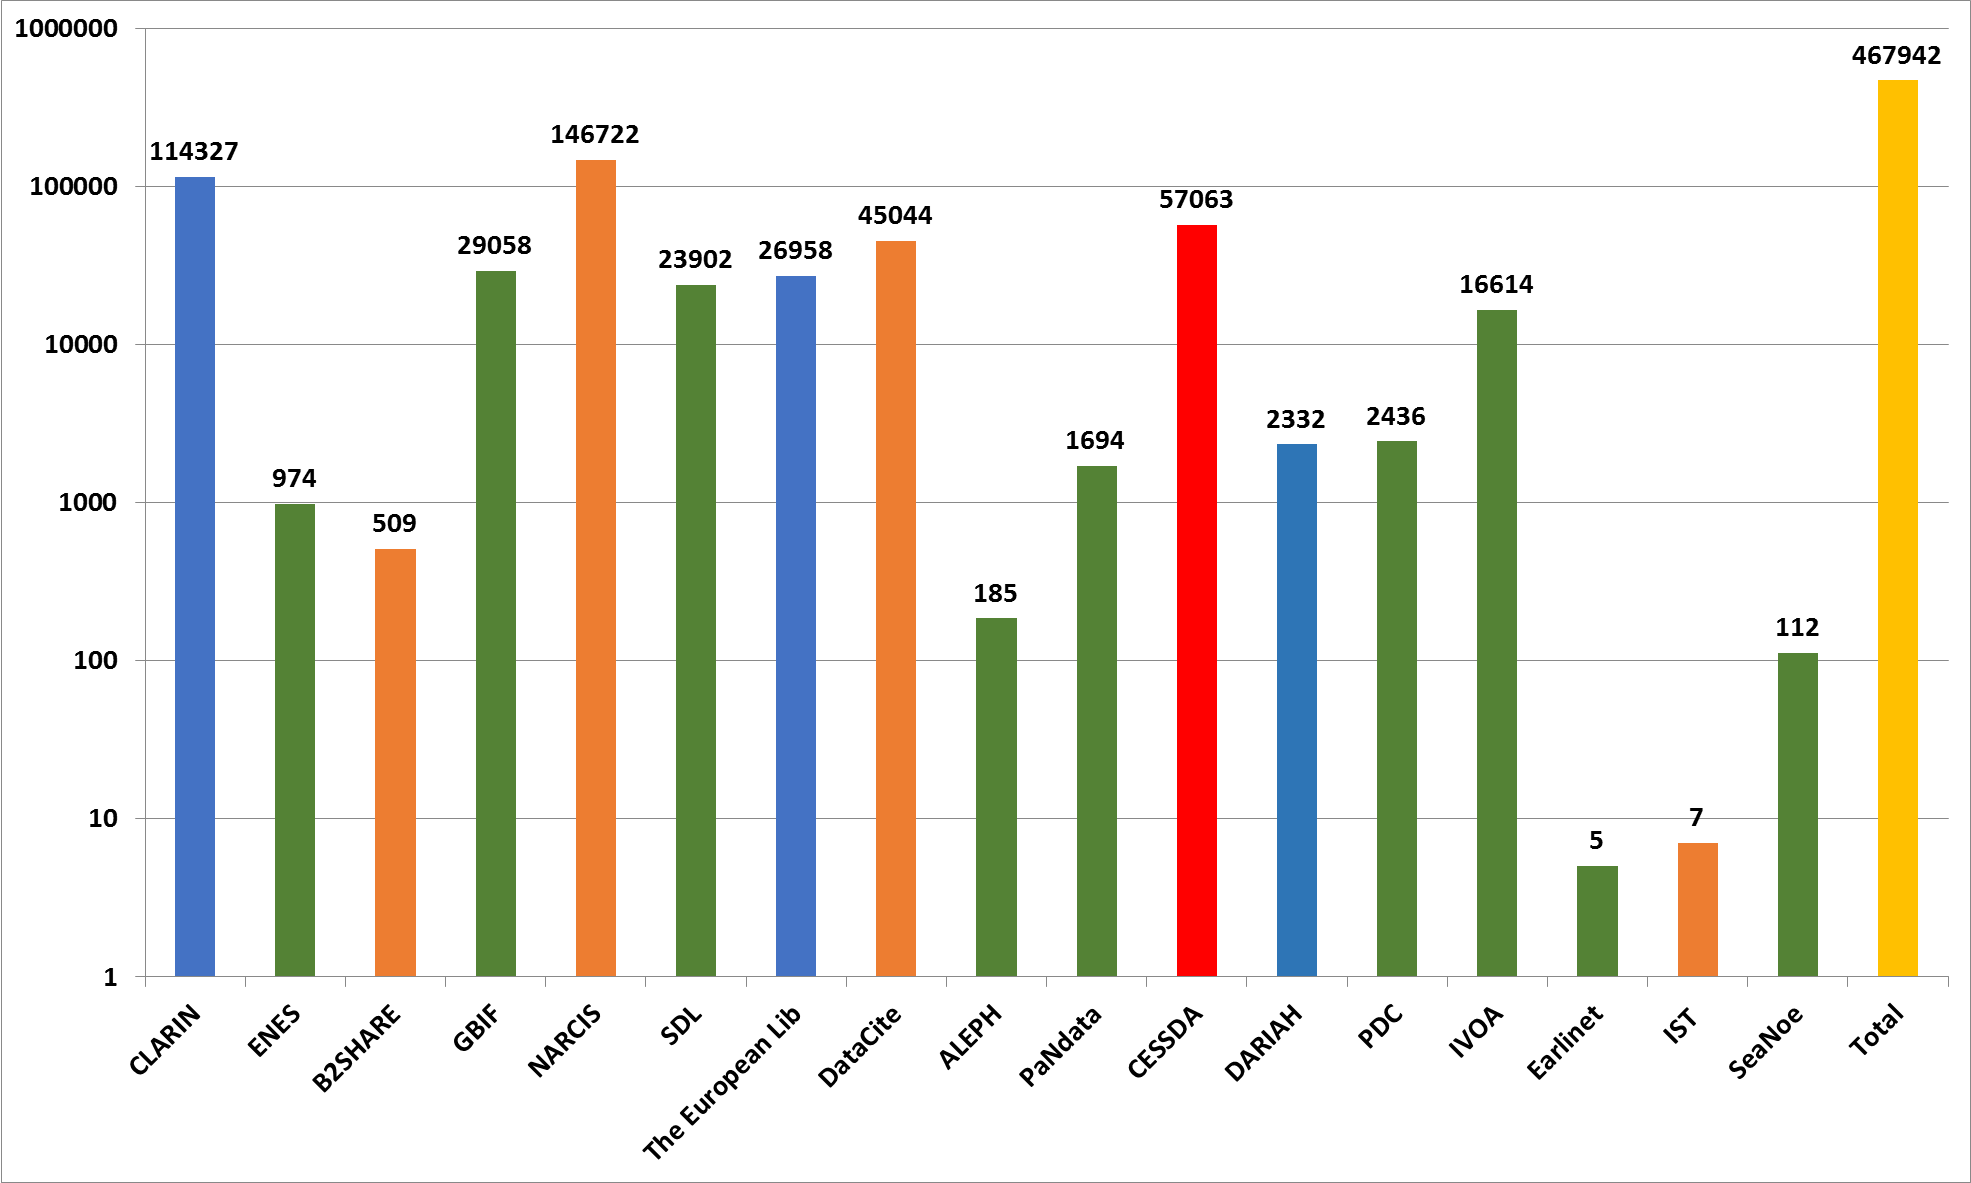 1000000
100000
10000
1000
100
10
1
114327
974
509
29058
146722
23902
26958
45044
185
1694
57063
2332
2436
16614
5
7
112
467942
CLARIN
ENES
B2SHARE
GBIF
NARCIS
SDL
The European Lib
DataCite
ALEPH
PaNdata
CESSDA
DARIAH
PDC
IVOA
Earlinet
IST
SeaNoe
Total